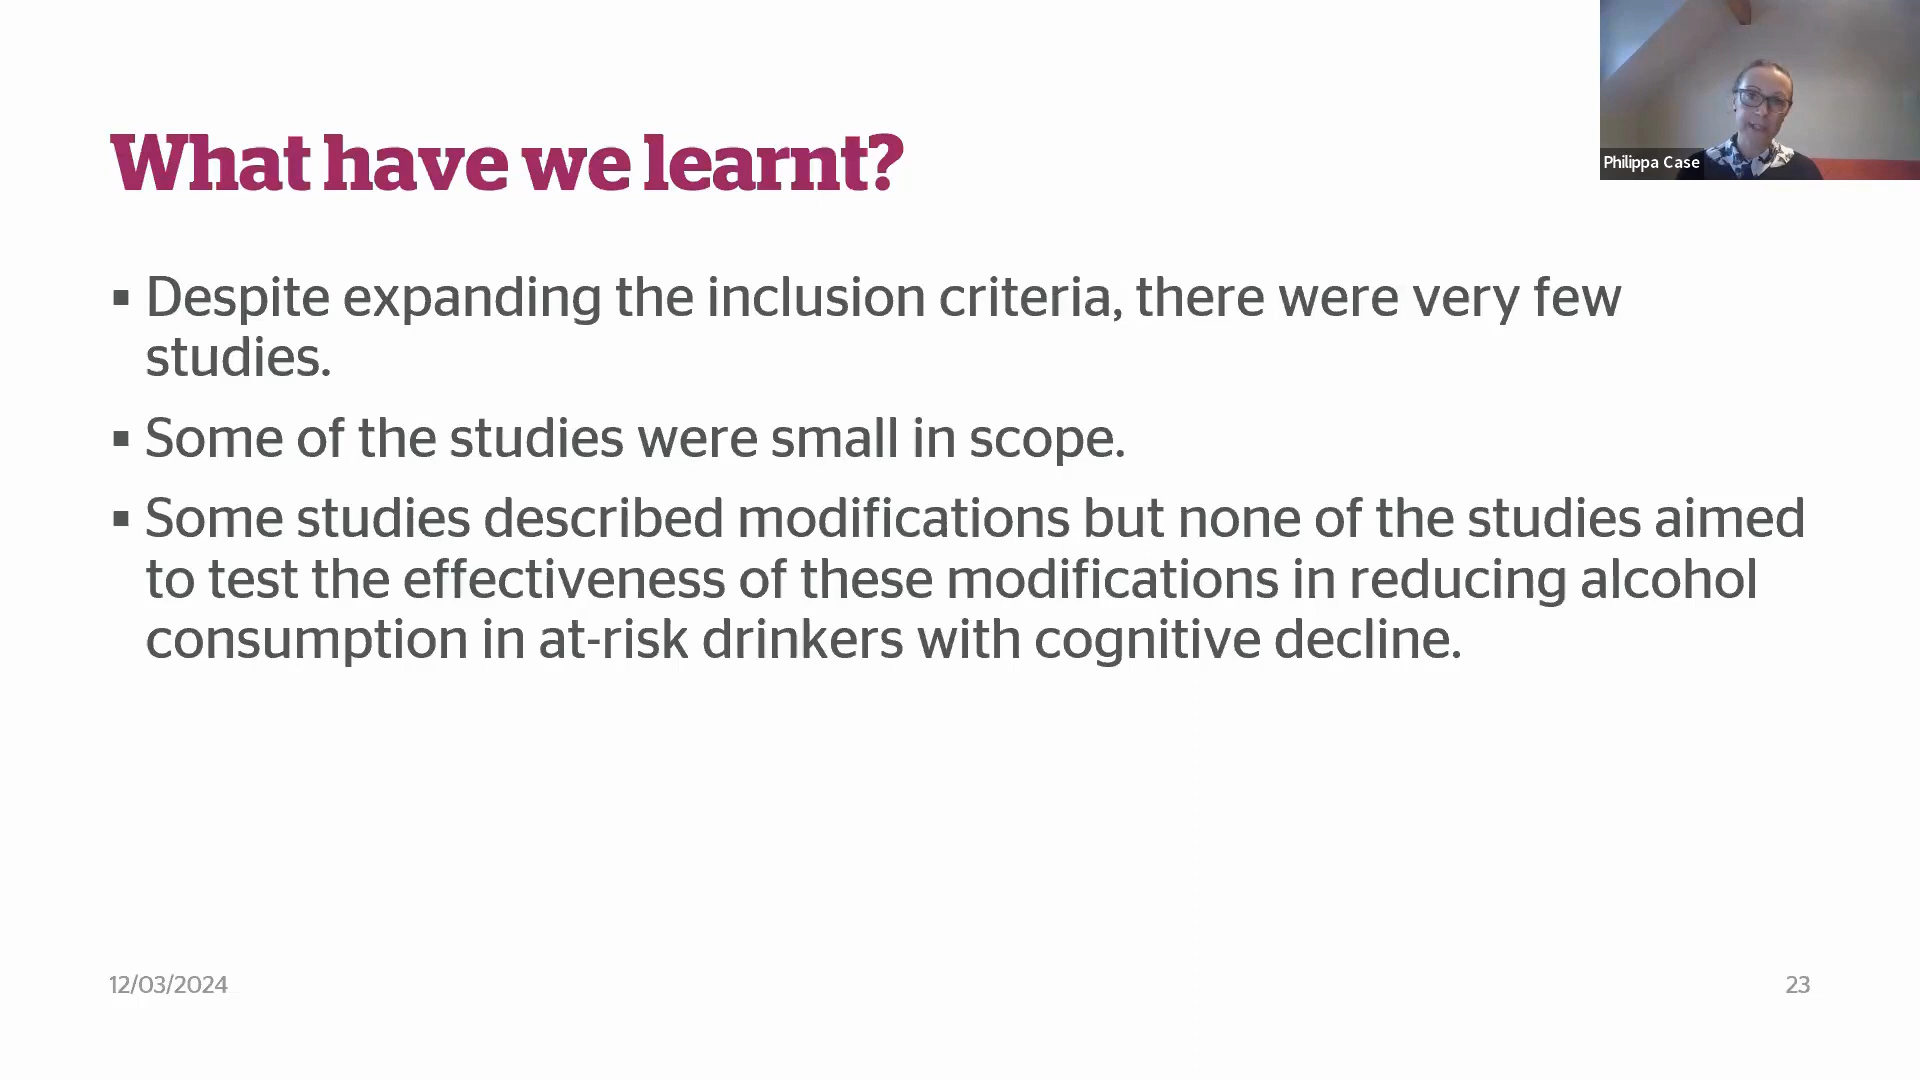 Philippa Case
What have we learnt?
▪ Despite expanding the inclusion criteria, there were very few
studies.
▪ Some of the studies were small in scope.
▪ Some studies described modifications but none of the studies aimed
to test the effectiveness of these modifications in reducing alcohol
consumption in at-risk drinkers with cognitive decline.
12/03/2024
23